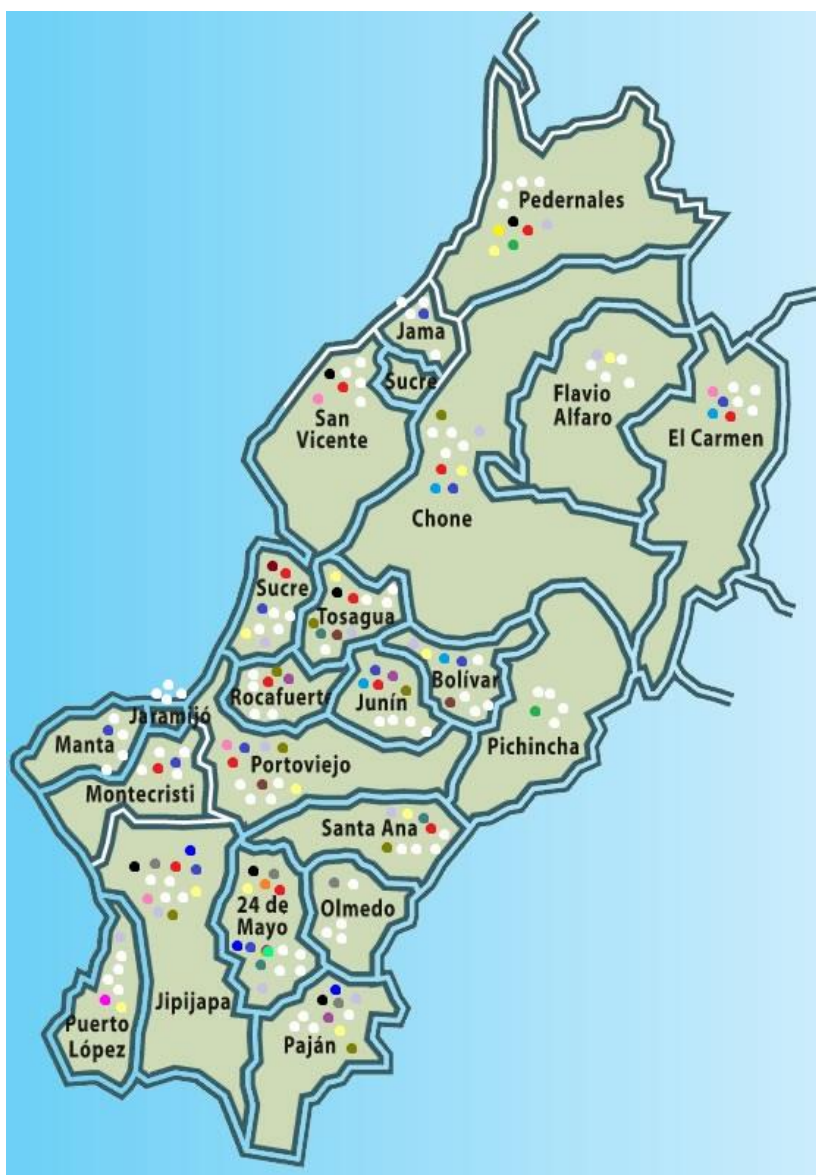 Pedernales
Jama
Sucre
San
Vicente
Flavio
Alfaro
El Carmen
Chone
Sucre
Tosagua
Rocafuerte
Junín
Bolívar
Jaramijó
Manta
Pichincha
Portoviejo
Montecristi
Santa Ana
24 de
Mayo
Olmedo
Jipijapa
Puerto
López
Paján